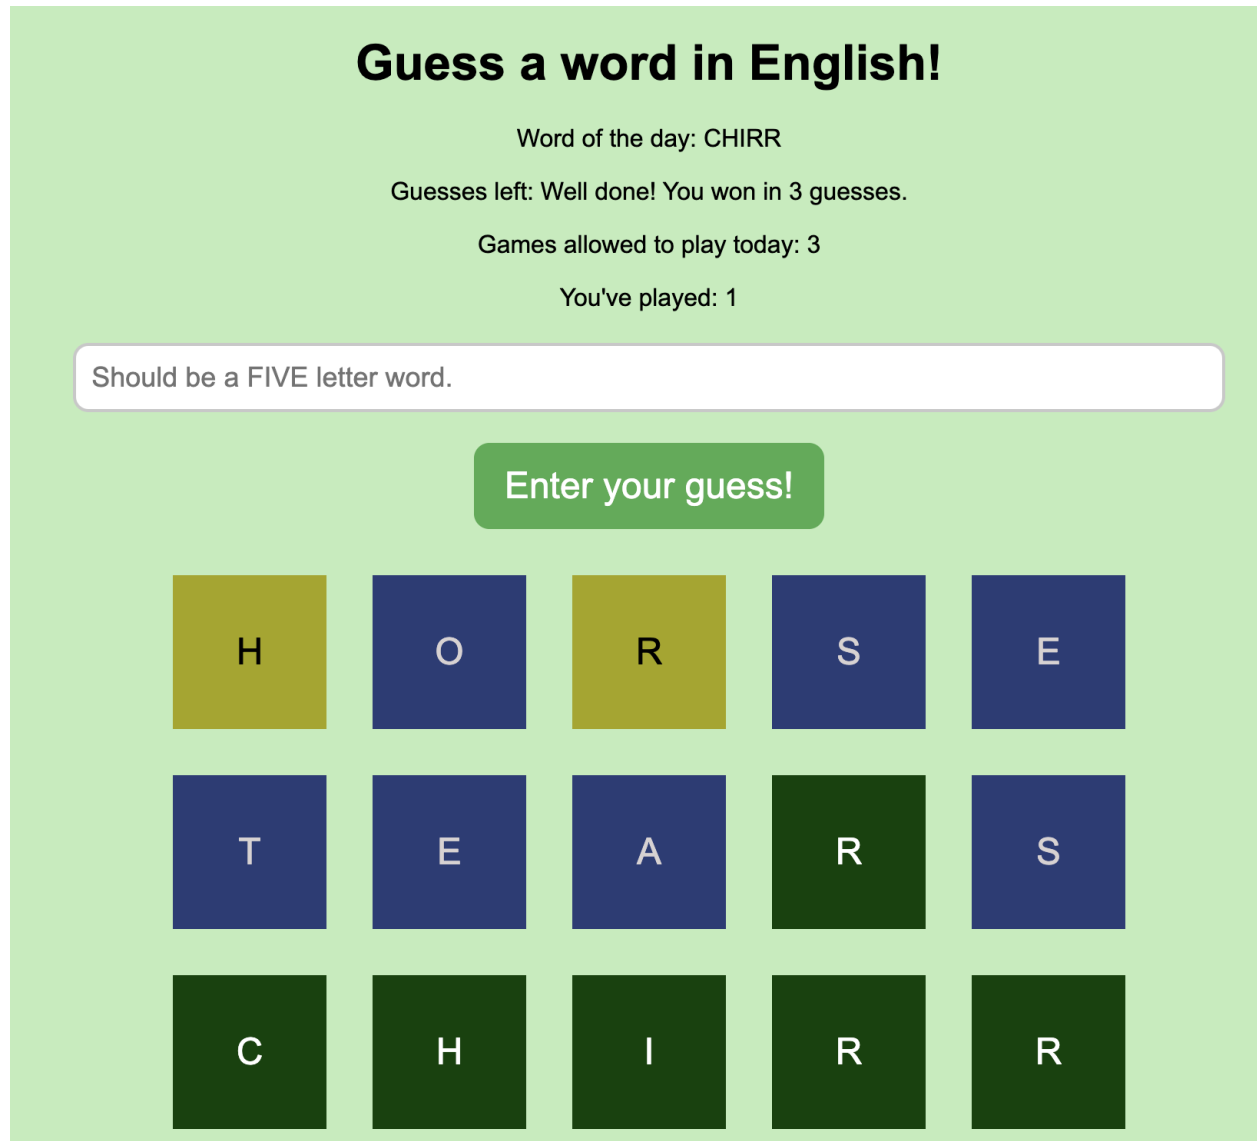 Guess a word in English!
Word of the day: CHIRR
Guesses left: Well done! You won in 3 guesses.
Games allowed to play today: 3
You've played: 1
Should be a FIVE letter word.
Enter your guess!
H O R S E
T E A R S
C H I R R